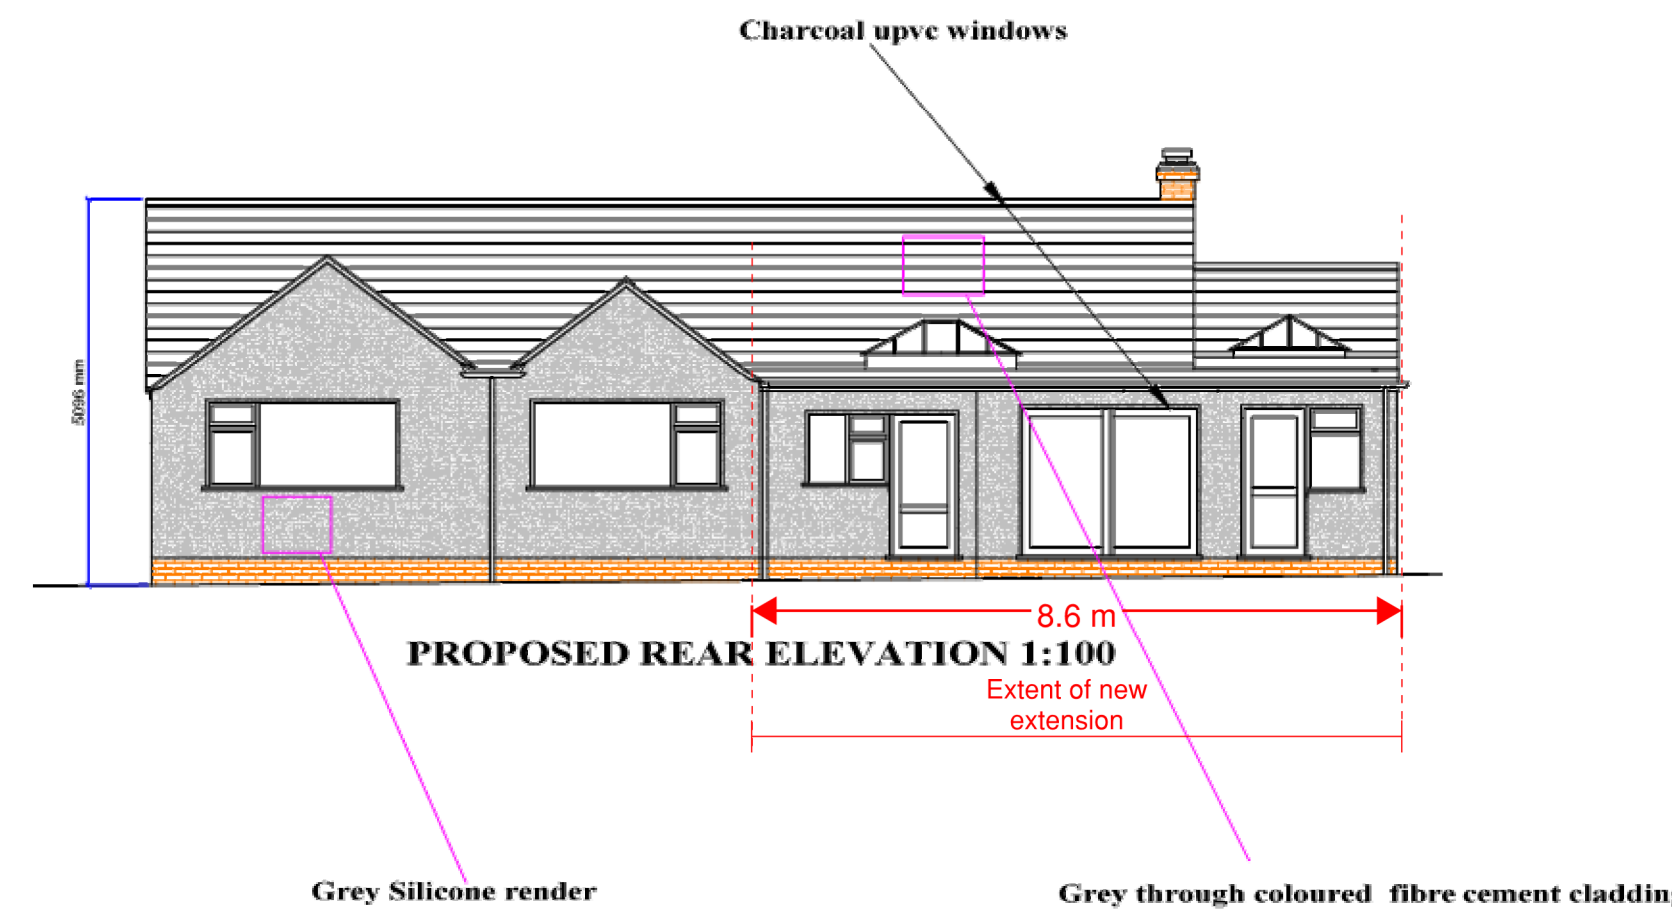 Charcoal upvc windows
5096 mm
8.6 m
PROPOSED REAR ELEVATION 1:100
Extent of new
extension
Grey Silicone render
Grey through coloured fibre cement claddin